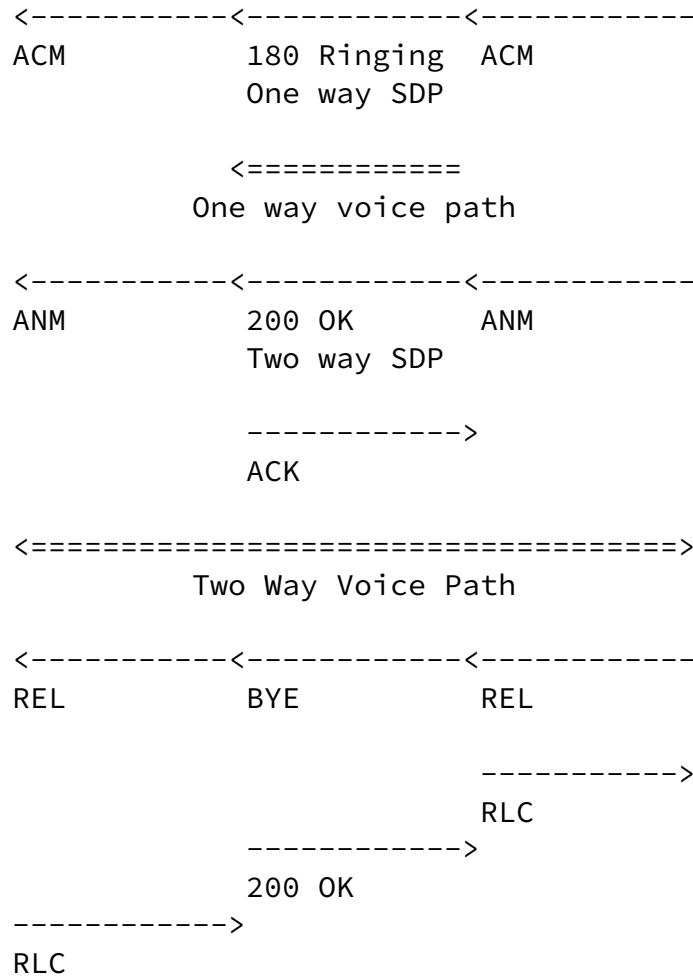 <-----------<------------<------------
ACM 180 Ringing ACM
One way SDP
<============
One way voice path
<-----------<------------<------------
ANM 200 OK ANM
Two way SDP
------------>
ACK
<====================================>
Two Way Voice Path
<-----------<------------<------------
REL BYE REL
----------->
RLC
------------>
200 OK
------------>
RLC